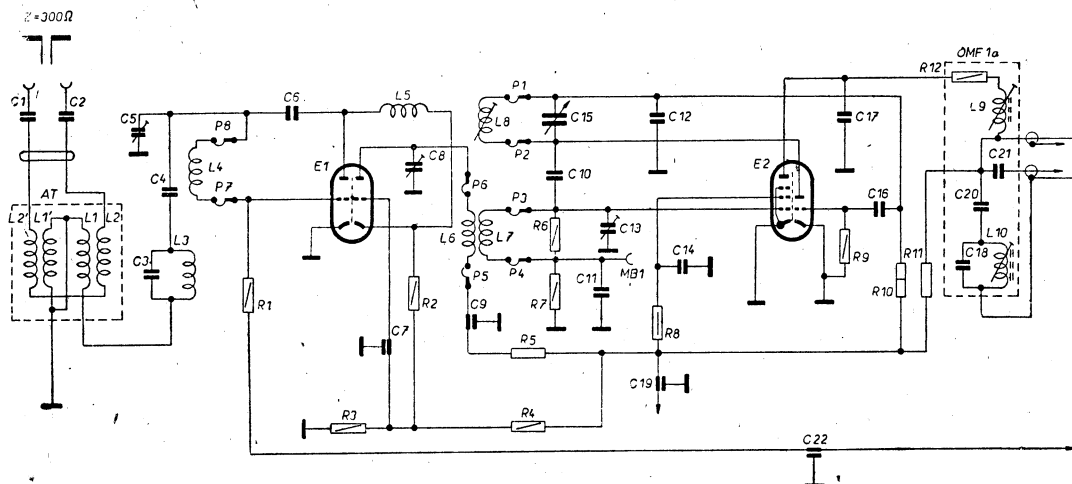 Z=300Ω
C1
C2
AT
L2'
L1'
L1
L2
C5
C4
C3
L3
P8
L4
P7
C6
L5
E1
R1
R2
C7
R3
R4
C8
P6
L6
P5
C9
R5
L8
P1
P2
L7
P3
P4
C15
C10
R6
R7
C13
C11
MB1
C12
C14
R8
C19
E2
C17
C16
R9
R10
R11
R12
OMF 1a
L9
C21
C20
C18
L10
C22